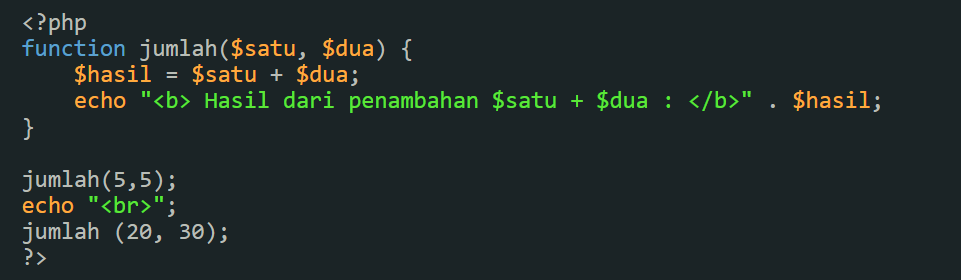 <?php
function jumlah($satu, $dua) {
    $hasil = $satu + $dua;
    echo "<b> Hasil dari penambahan $satu + $dua : </b>" . $hasil;
}

jumlah(5,5);
echo "<br>";
jumlah (20, 30);
?>